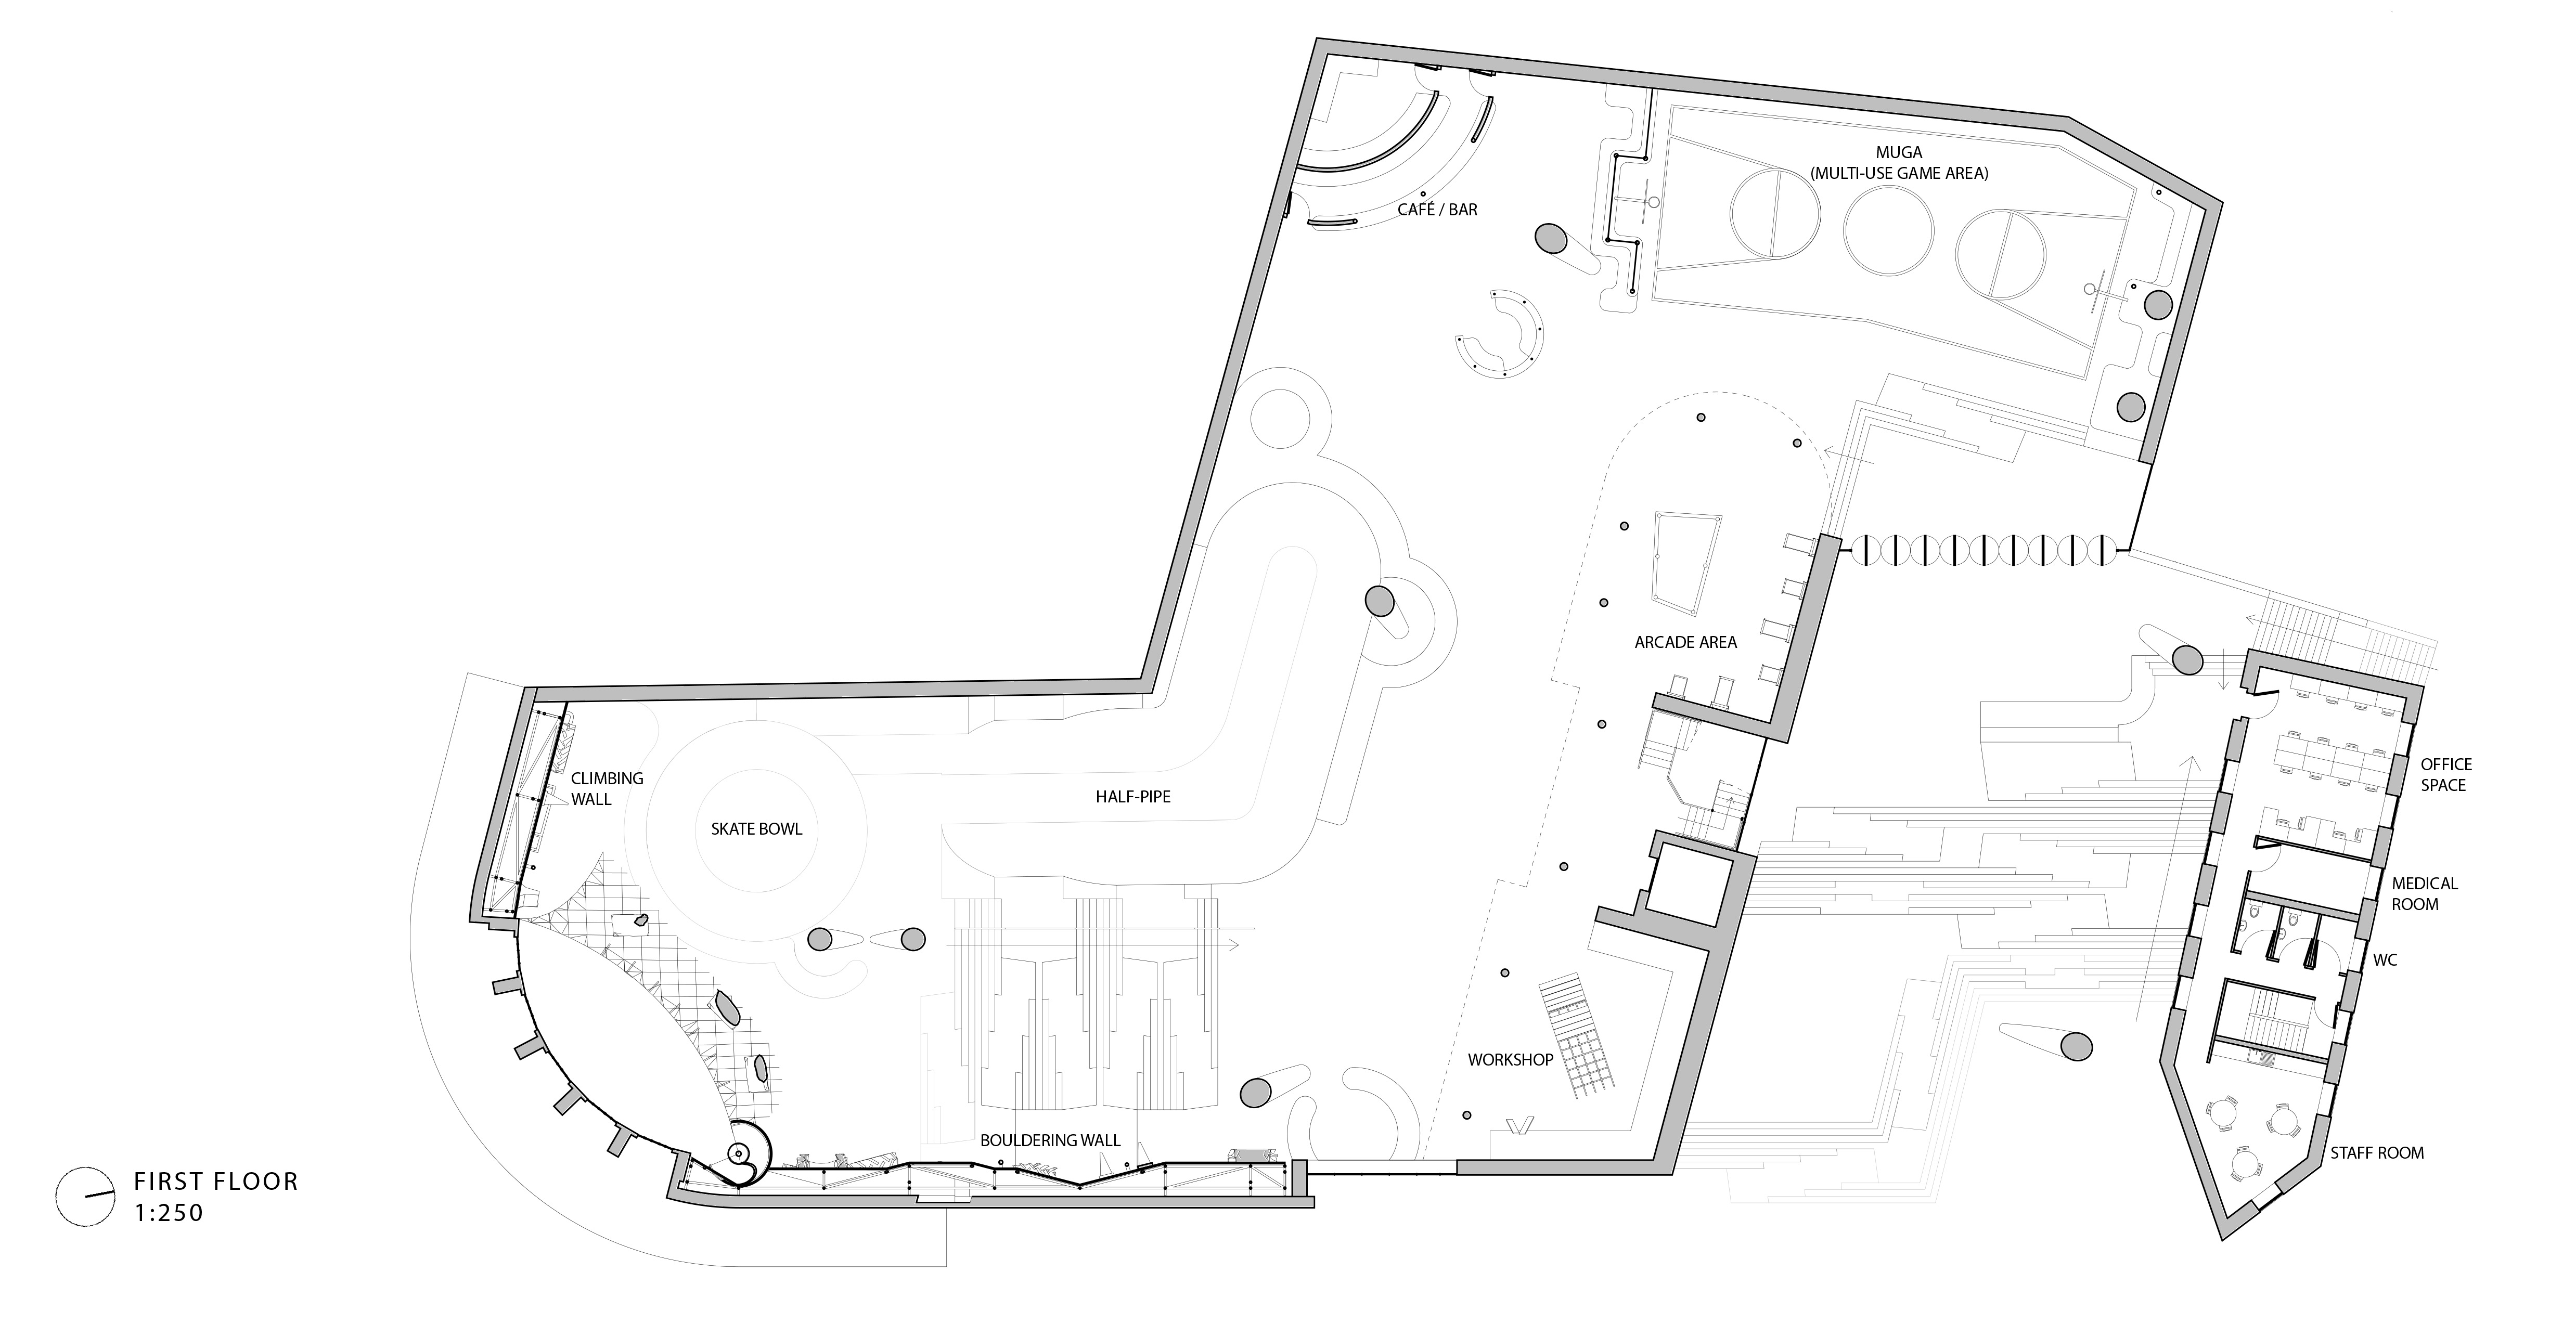 MUGA
(MULTI-USE GAME AREA)
CAFÉ / BAR
ARCADE AREA
CLIMBING
WALL
SKATE BOWL
HALF-PIPE
OFFICE
SPACE
MEDICAL
ROOM
WC
WORKSHOP
BOULDERING WALL
STAFF ROOM
FIRST FLOOR
1:250